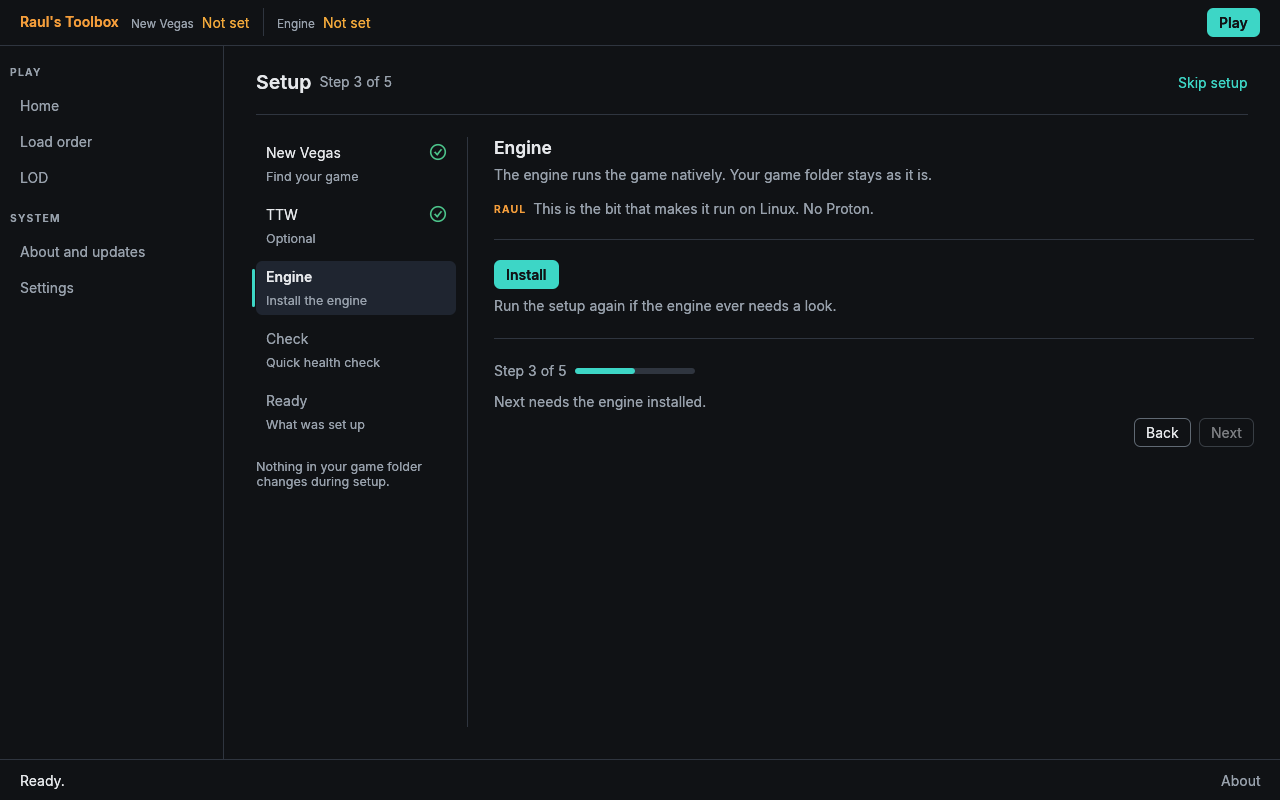 Raul's Toolbox New Vegas Not set Engine Not set Play
PLAY
Home
Load order
LOD
SYSTEM
About and updates
Settings
Setup Step 3 of 5 Skip setup
New Vegas
Find your game
TTW
Optional
Engine
Install the engine
Check
Quick health check
Ready
What was set up
Nothing in your game folder
changes during setup.
Engine
The engine runs the game natively. Your game folder stays as it is.
RAUL This is the bit that makes it run on Linux. No Proton.
Install
Run the setup again if the engine ever needs a look.
Step 3 of 5
Next needs the engine installed.
Back Next
Ready. About